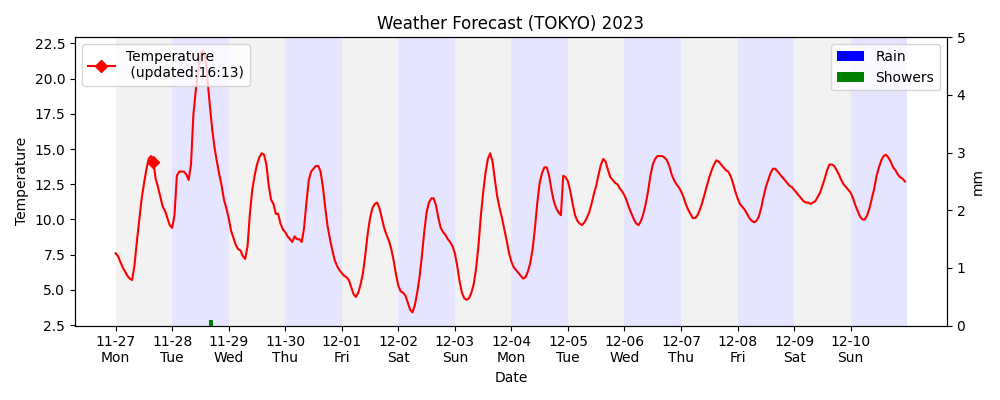 Weather Forecast (TOKYO) 2023
Temperature
(updated:16:13)
Rain
Showers
22.5
20.0
17.5
15.0
12.5
10.0
7.5
5.0
2.5
Temperature
5
4
3
2
1
0
mm
11-27 11-28 11-29 11-30 12-01 12-02 12-03 12-04 12-05 12-06 12-07 12-08 12-09 12-10
Mon Tue Wed Thu Fri Sat Sun Mon Tue Wed Thu Fri Sat Sun
Date